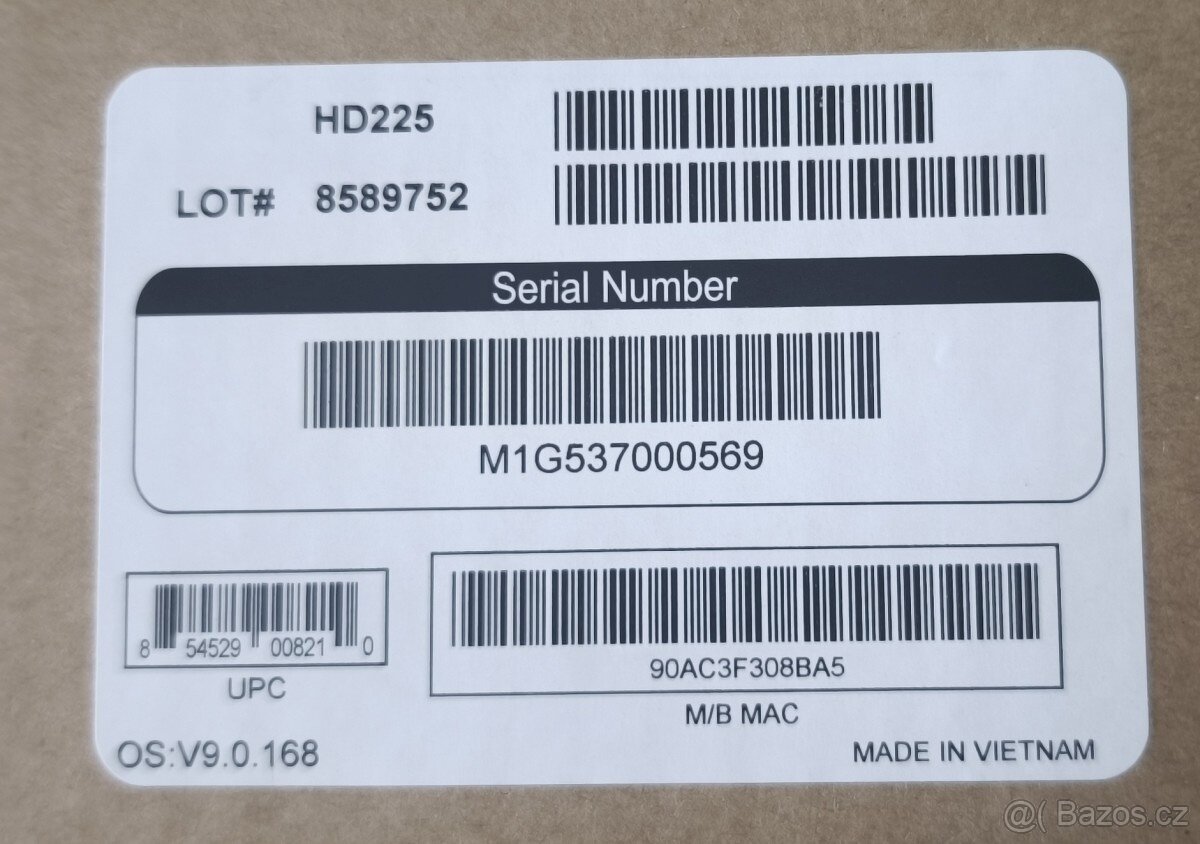 HD225
LOT# 8589752
Serial Number
M1G537000569
8 54529 00821 0
UPC
90AC3F308BA5
M/B MAC
OS:V9.0.168
MADE IN VIETNAM
@( Bazos.cz